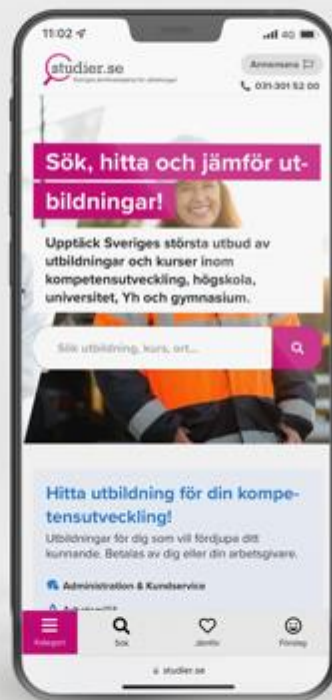 11:02
4G
studier.se
Annonsera
031-301 52 00
Sök, hitta och jämför ut-
bildningar!
Upptäck Sveriges största utbud av
utbildningar och kurser inom
kompetensutveckling, högskola,
universitet, Yh och gymnasium.
Sök utbildning, kurs, ort...
Hitta utbildning för din kompe-
tensutveckling!
Utbildningar för dig som vill fördjupa ditt
kunnande. Betalas av dig eller din arbetsgivare.
Administration & Kundservice
Kategori
Sök
Jämför
Företag
studier.se